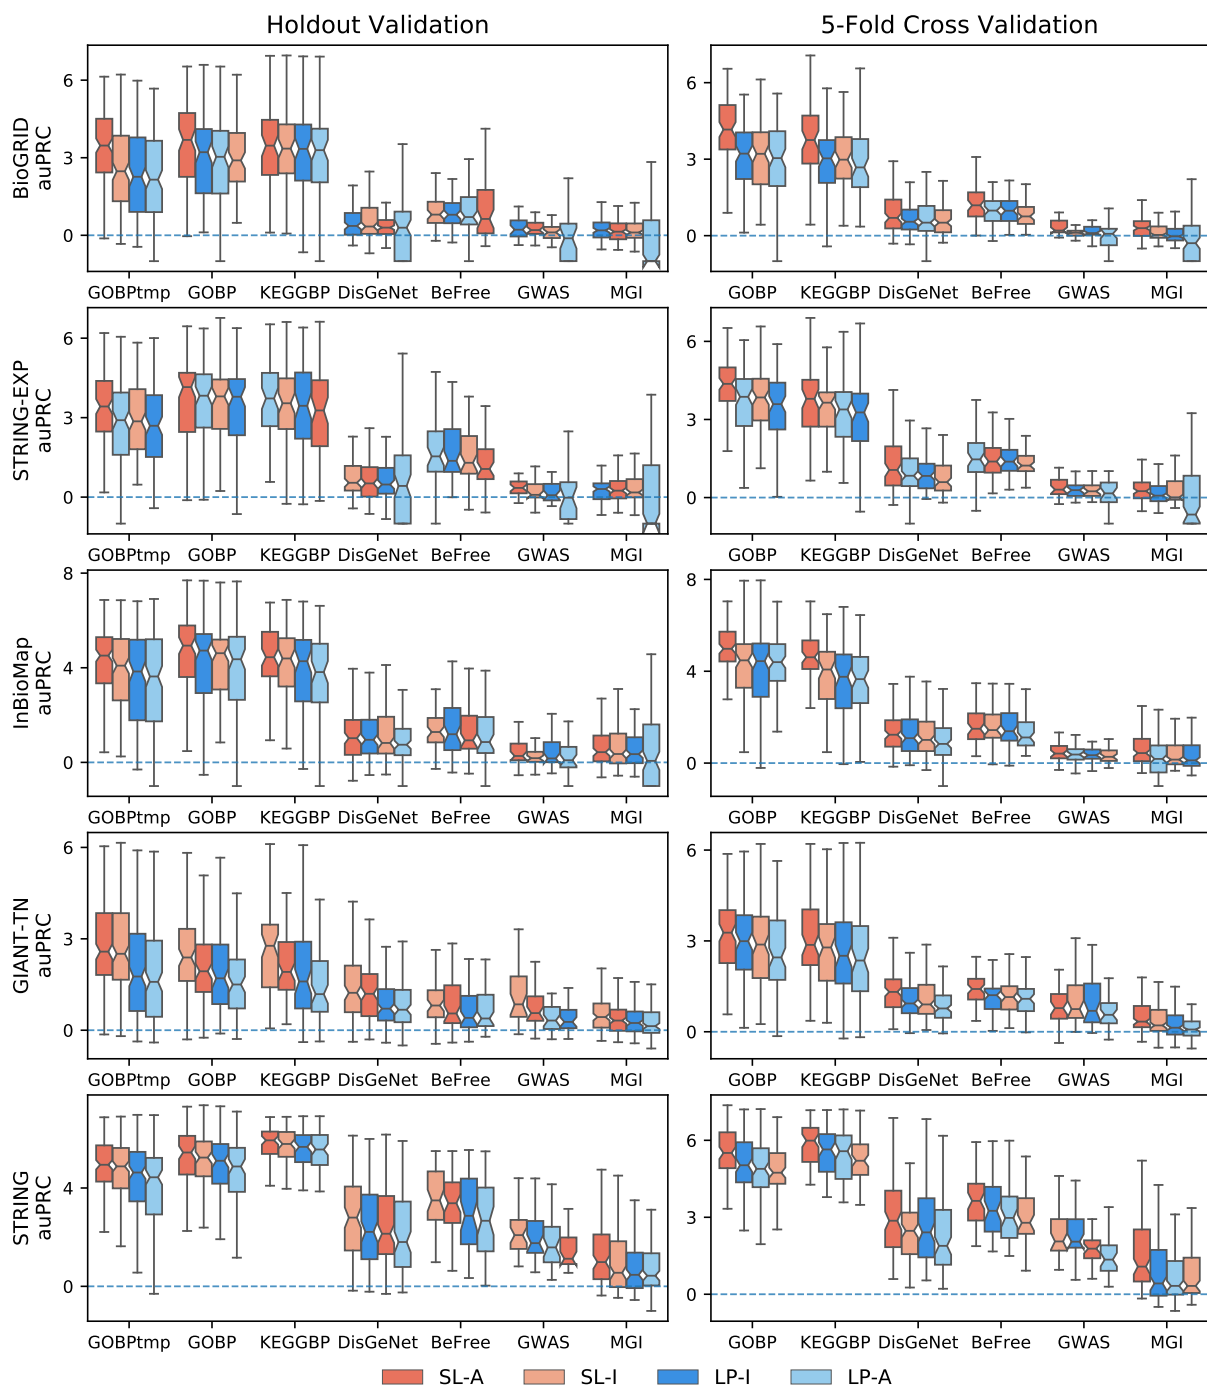 Holdout Validation 5-Fold Cross Validation
BioGRID
auPRC
6
3
0
6
3
0
GOBPtmp GOBP KEGGBP DisGeNet BeFree GWAS MGI GOBP KEGGBP DisGeNet BeFree GWAS MGI
STRING-EXP
auPRC
6
3
0
6
3
0
GOBPtmp GOBP KEGGBP DisGeNet BeFree GWAS MGI GOBP KEGGBP DisGeNet BeFree GWAS MGI
InBioMap
auPRC
8
4
0
8
4
0
GOBPtmp GOBP KEGGBP DisGeNet BeFree GWAS MGI GOBP KEGGBP DisGeNet BeFree GWAS MGI
GIANT-TN
auPRC
6
3
0
6
3
0
GOBPtmp GOBP KEGGBP DisGeNet BeFree GWAS MGI GOBP KEGGBP DisGeNet BeFree GWAS MGI
STRING
auPRC
4
0
6
3
0
GOBPtmp GOBP KEGGBP DisGeNet BeFree GWAS MGI GOBP KEGGBP DisGeNet BeFree GWAS MGI
SL-A SL-I LP-I LP-A